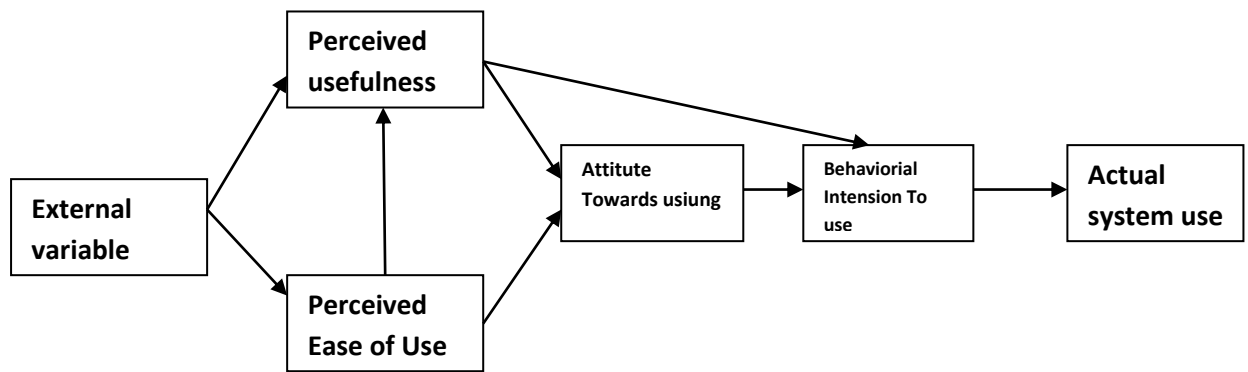 Perceived
usefulness
External
variable
Perceived
Ease of Use
Attitute
Towards usiung
Behaviorial
Intension To
use
Actual
system use